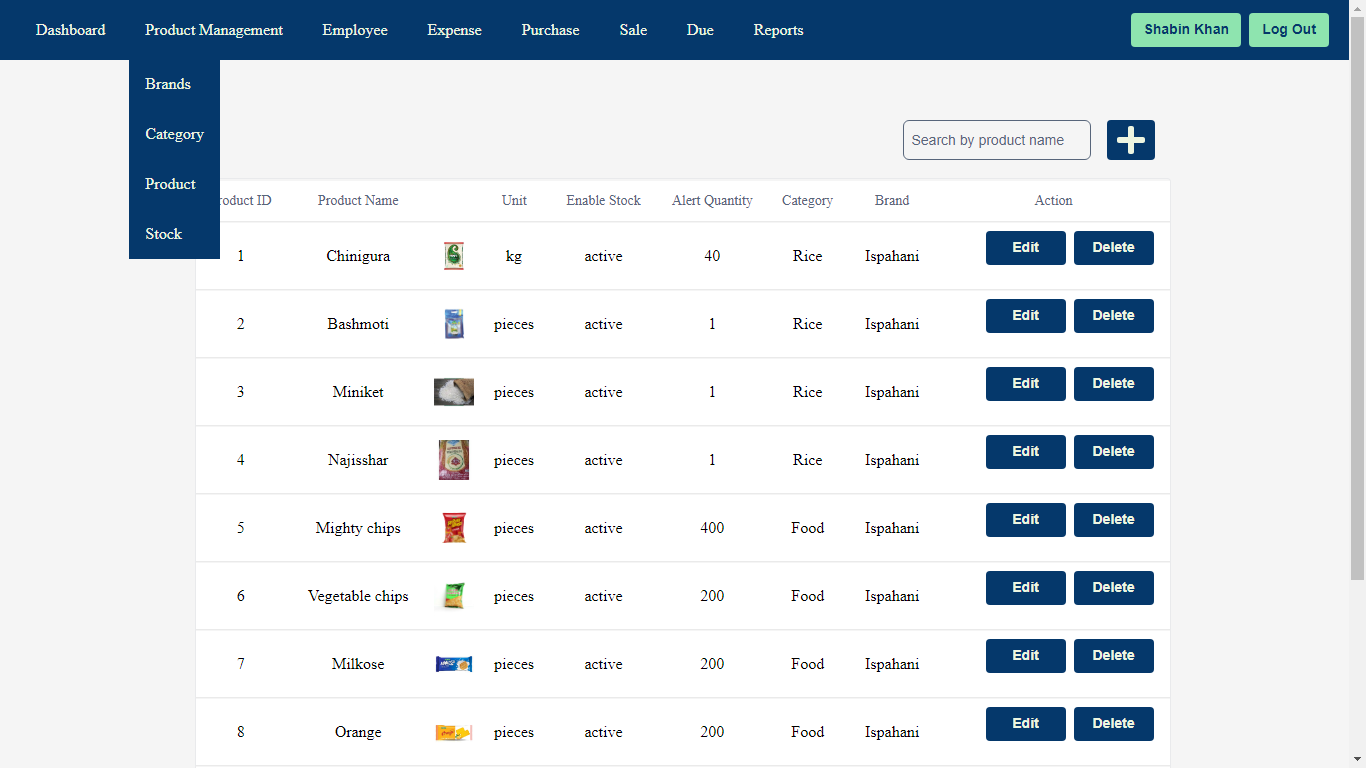 Dashboard Product Management Employee Expense Purchase Sale Due Reports Shabin Khan Log Out
Brands
Category
Product
Stock
Search by product name
roduct ID Product Name Unit Enable Stock Alert Quantity Category Brand Action
1 Chinigura kg active 40 Rice Ispahani Edit Delete
2 Bashmoti pieces active 1 Rice Ispahani Edit Delete
3 Miniket pieces active 1 Rice Ispahani Edit Delete
4 Najisshar pieces active 1 Rice Ispahani Edit Delete
5 Mighty chips pieces active 400 Food Ispahani Edit Delete
6 Vegetable chips pieces active 200 Food Ispahani Edit Delete
7 Milkose pieces active 200 Food Ispahani Edit Delete
8 Orange pieces active 200 Food Ispahani Edit Delete